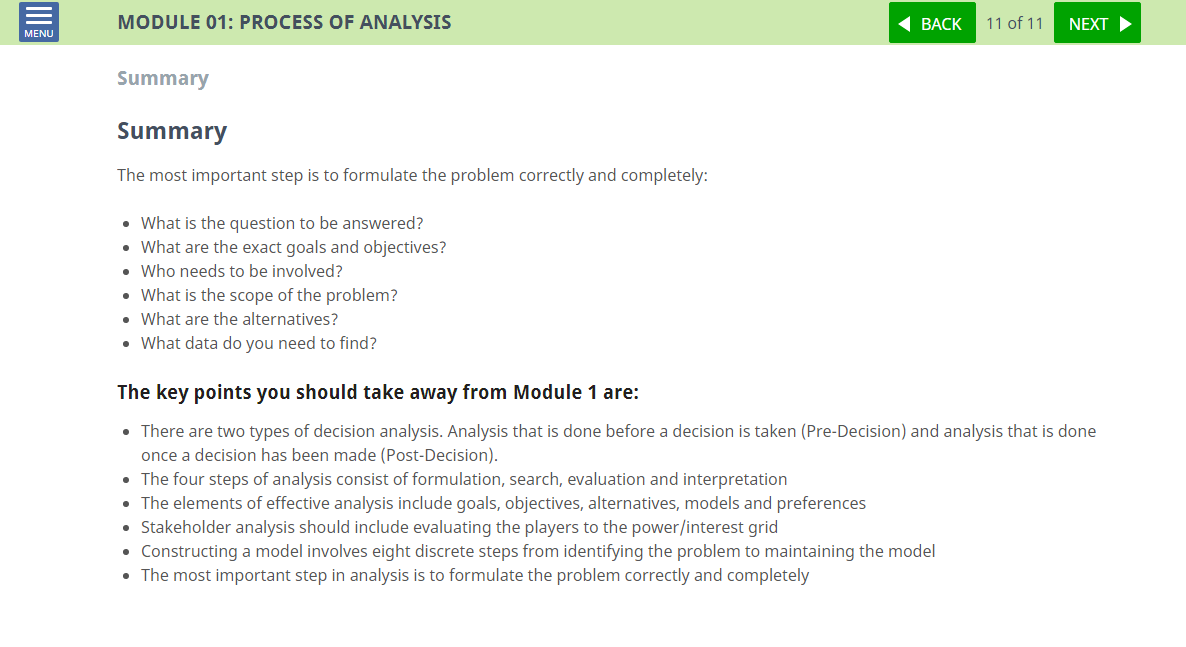 MENU
MODULE 01: PROCESS OF ANALYSIS
BACK
11 of 11
NEXT
Summary
Summary
The most important step is to formulate the problem correctly and completely:
What is the question to be answered?
What are the exact goals and objectives?
Who needs to be involved?
What is the scope of the problem?
What are the alternatives?
What data do you need to find?
The key points you should take away from Module 1 are:
There are two types of decision analysis. Analysis that is done before a decision is taken (Pre-Decision) and analysis that is done
once a decision has been made (Post-Decision).
The four steps of analysis consist of formulation, search, evaluation and interpretation
The elements of effective analysis include goals, objectives, alternatives, models and preferences
Stakeholder analysis should include evaluating the players to the power/interest grid
Constructing a model involves eight discrete steps from identifying the problem to maintaining the model
The most important step in analysis is to formulate the problem correctly and completely